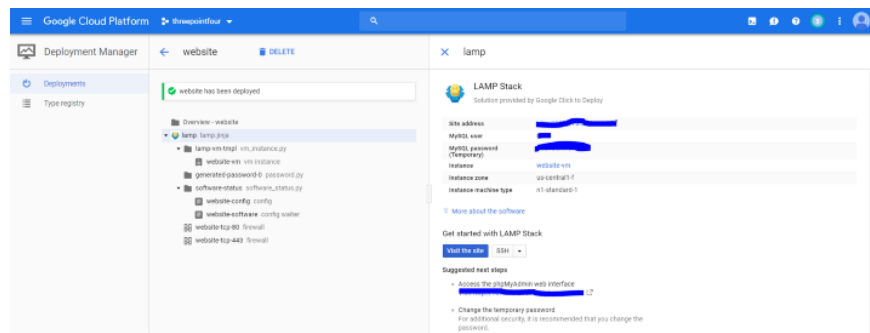 Google Cloud Platform threepointfour
Deployment Manager
website
DELETE
lamp
Deployments
Type registry
website has been deployed
Overview - website
lamp lamp.jinja
lamp-vm-tmpl vm_instance.py
website-vm vm instance
generated-password-0 password.py
software-status software_status.py
website-config config
website-software config waiter
website-tcp-80 firewall
website-tcp-443 firewall
LAMP Stack
Solution provided by Google Click to Deploy
Site address
MySQL user
MySQL password
(Temporary)
Instance website-vm
Instance zone us-central1-f
Instance machine type n1-standard-1
More about the software
Get started with LAMP Stack
Visit the site SSH
Suggested next steps
Access the phpMyAdmin web interface
Change the temporary password
For additional security, it is recommended that you change the
password.